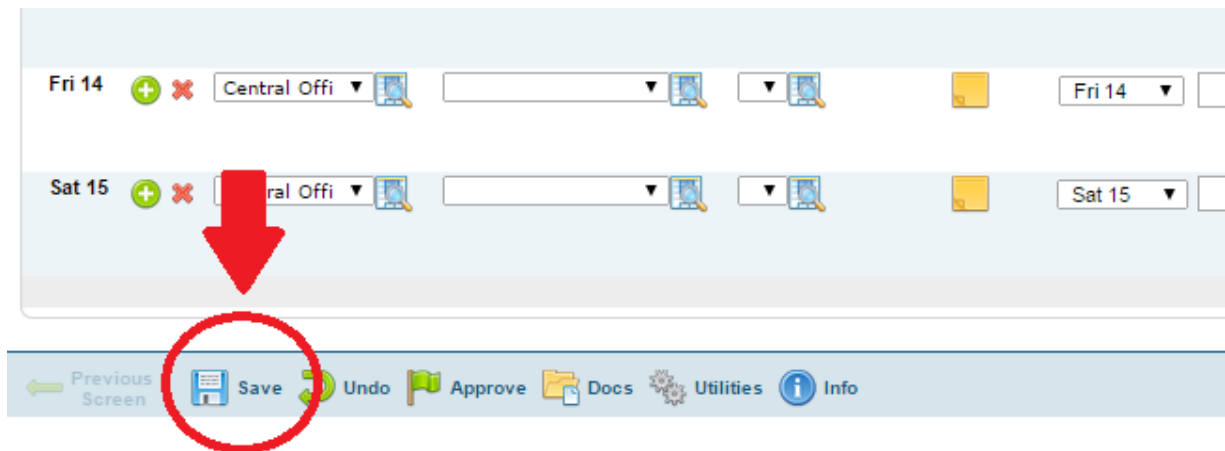 Fri 14 Central Offi Fri 14
Sat 15 ral Offi Sat 15
Previous Screen Save Undo Approve Docs Utilities Info